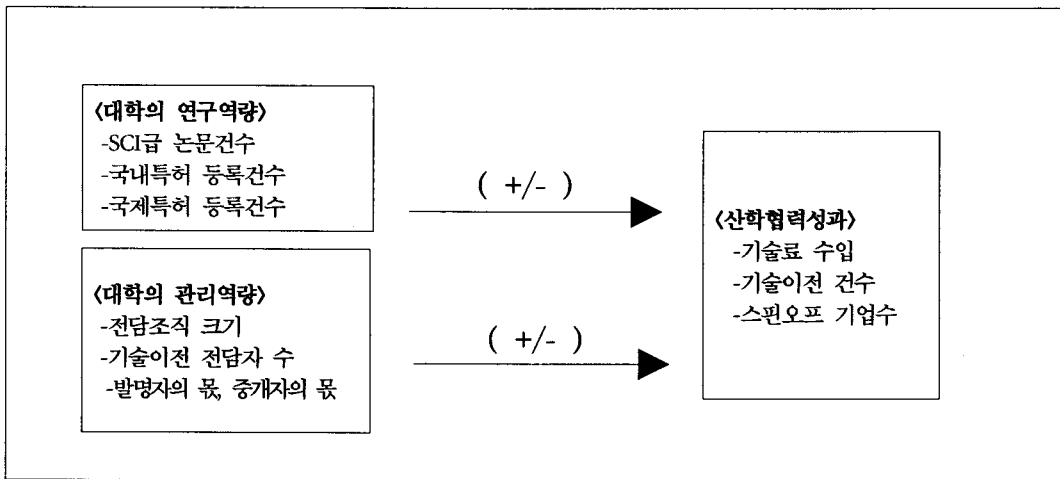 <대학의 연구역량>
-SCI급 논문건수
-국내특허 등록건수
-국제특허 등록건수
( +/- )
<대학의 관리역량>
-전담조직 크기
-기술이전 전담자 수
-발명자의 몫, 중개자의 몫
( +/- )
<산학협력성과>
-기술료 수입
-기술이전 건수
-스핀오프 기업수